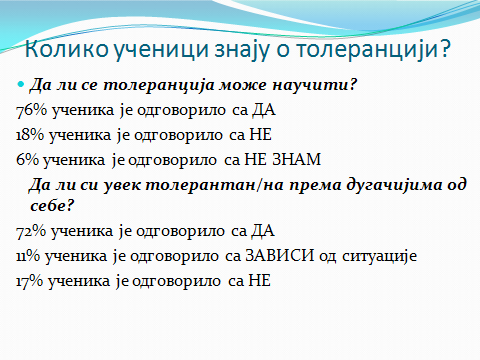 Колико ученици знају о толеранцији?
Да ли се толеранција може научити?
76% ученика је одговорило са ДА
18% ученика је одговорило са НЕ
6% ученика је одговорило са НЕ ЗНАМ
Да ли си увек толерантан/на према дугачијима од
себе?
72% ученика је одговорило са ДА
11% ученика је одговорило са ЗАВИСИ од ситуације
17% ученика је одговорило са НЕ